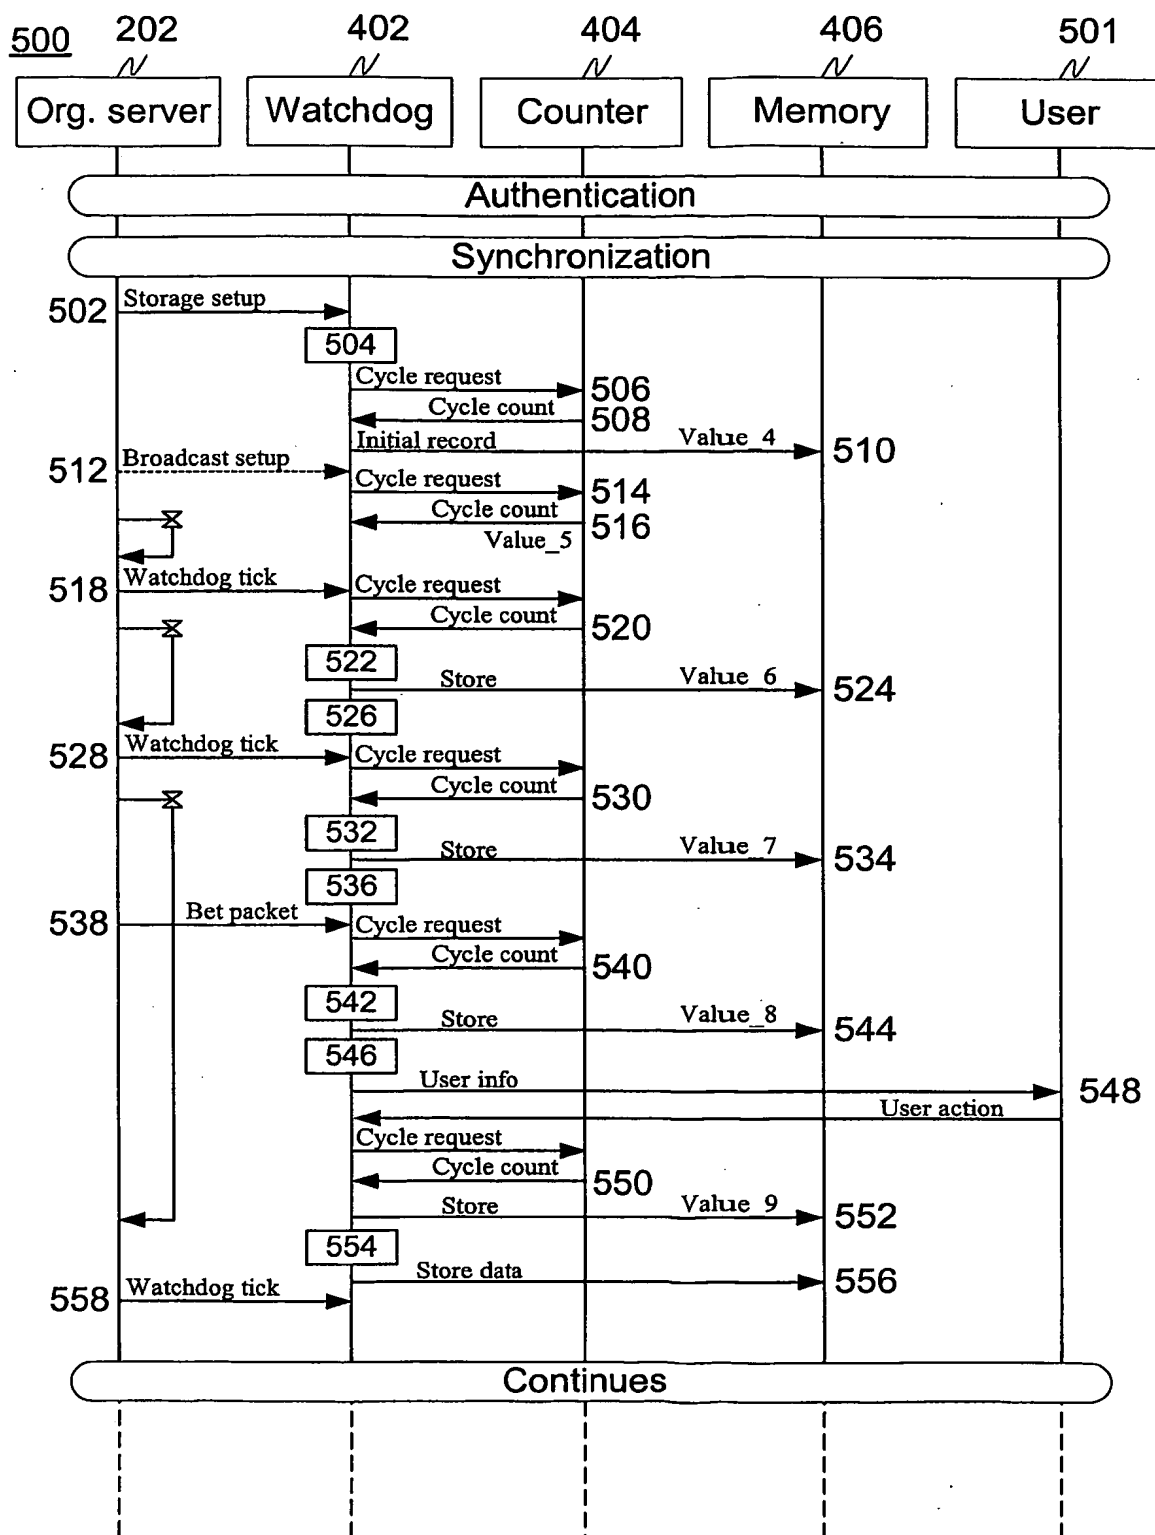 500 202 402 404 406 501
Org. server Watchdog Counter Memory User
Authentication
Synchronization
502 Storage setup
504
Cycle request 506
Cycle count 508
Initial record Value_4 510
512 Broadcast setup
Cycle request 514
Cycle count 516
Value_5
518 Watchdog tick Cycle request
Cycle count 520
522
Store Value_6 524
526
528 Watchdog tick Cycle request
Cycle count 530
532
Store Value_7 534
536
538 Bet packet Cycle request
Cycle count 540
542
Store Value_8 544
546
User info 548
User action
Cycle request
Cycle count 550
Store Value_9 552
554
Store data 556
558 Watchdog tick
Continues